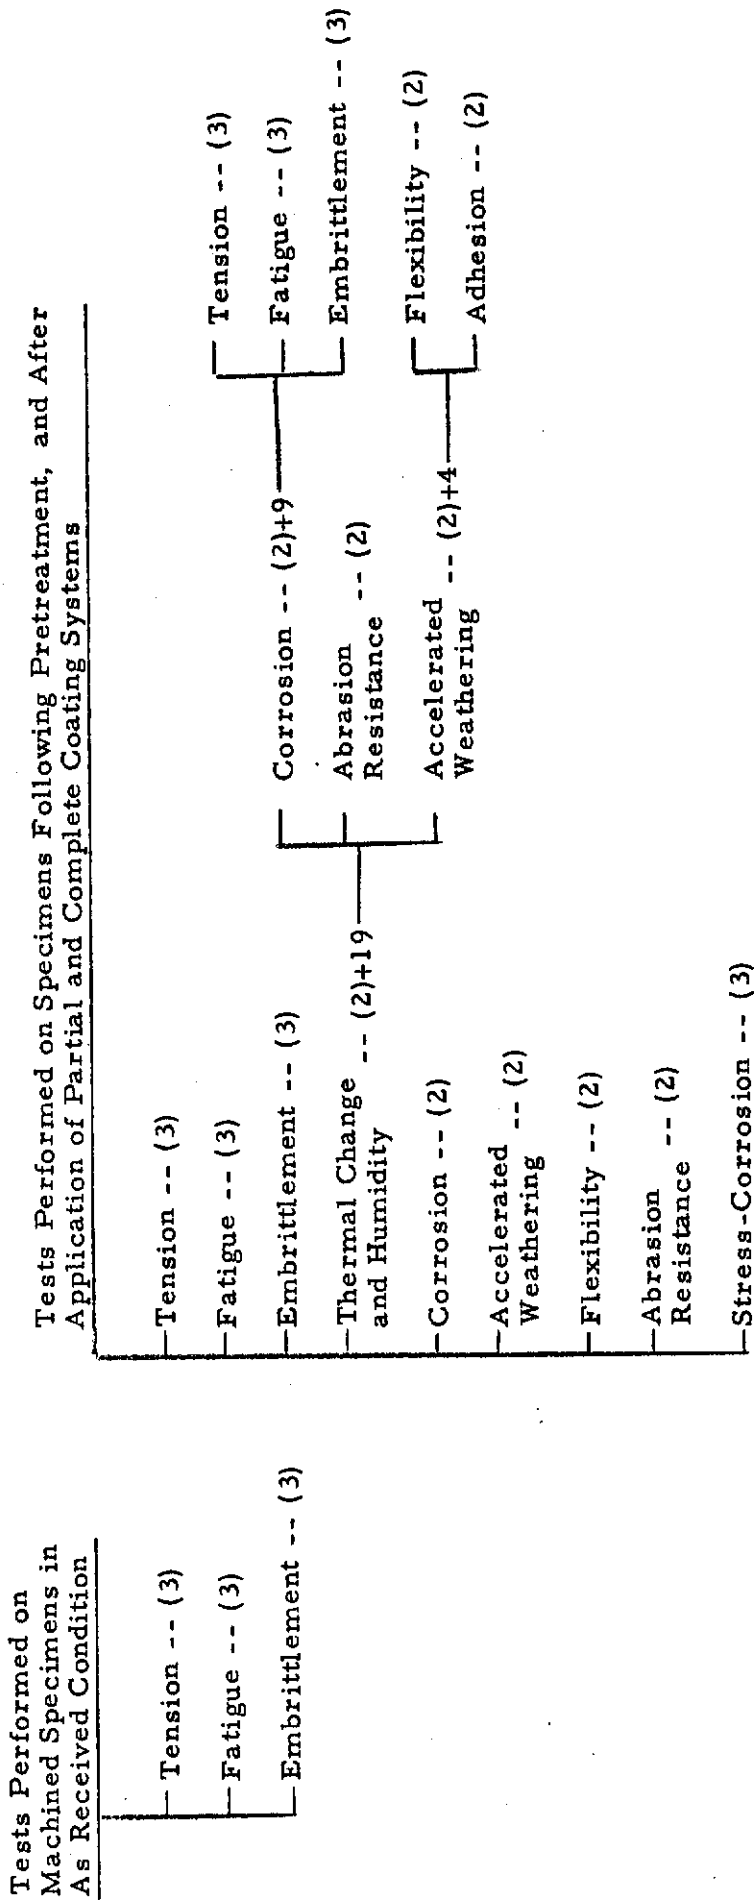 Tests Performed on
Machined Specimens in
As Received Condition
Tension -- (3)
Fatigue -- (3)
Embrittlement -- (3)
Tests Performed on Specimens Following Pretreatment, and After
Application of Partial and Complete Coating Systems
Tension -- (3)
Fatigue -- (3)
Embrittlement -- (3)
Thermal Change
and Humidity -- (2)+19
Corrosion -- (2)
Accelerated
Weathering -- (2)
Flexibility -- (2)
Abrasion
Resistance -- (2)
Stress-Corrosion -- (3)
Corrosion -- (2)+9
Abrasion
Resistance -- (2)
Accelerated
Weathering -- (2)+4
Tension -- (3)
Fatigue -- (3)
Embrittlement -- (3)
Flexibility -- (2)
Adhesion -- (2)